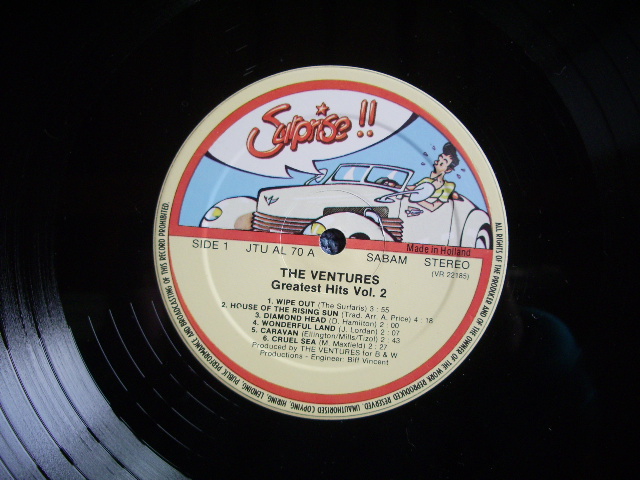 Surprise!!
SIDE 1 JTU AL 70 A SABAM
Made in Holland
STEREO
(VR 22185)
THE VENTURES
Greatest Hits Vol. 2
1. WIPE OUT (The Surfaris) 3 : 55
2. HOUSE OF THE RISING SUN (Trad. Arr. A. Price) 4 : 18
3. DIAMOND HEAD (D. Hamilton) 2 : 00
4. WONDERFUL LAND (J. Lordan) 2 : 07
5. CARAVAN (Ellington/Mills/Tizol) 2 : 43
6. CRUEL SEA (M. Maxfield) 2 : 27
Produced by THE VENTURES for B & W
Productions - Engineer: Biff Vincent
ALL RIGHTS OF THE PRODUCER AND OF THE OWNER OF THE WORK REPRODUCED RESERVED. UNAUTHORISED COPYING, HIRING, LENDING, PUBLIC PERFORMANCE AND BROADCASTING OF THIS RECORD PROHIBITED.